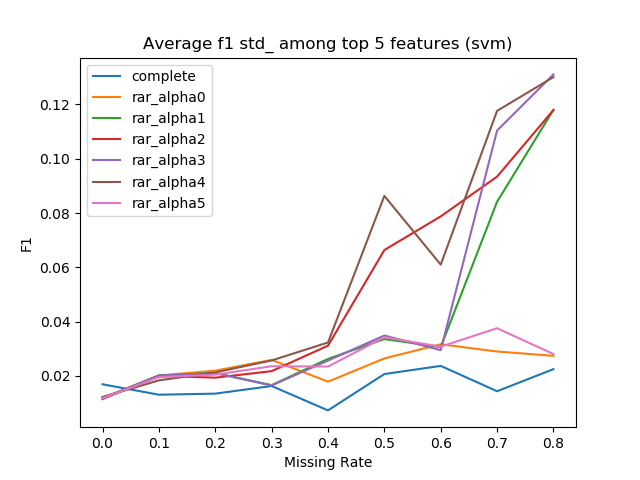 Average f1 std_ among top 5 features (svm)
complete
rar_alpha0
rar_alpha1
rar_alpha2
rar_alpha3
rar_alpha4
rar_alpha5
0.12
0.10
0.08
0.06
0.04
0.02
F1
0.0 0.1 0.2 0.3 0.4 0.5 0.6 0.7 0.8
Missing Rate